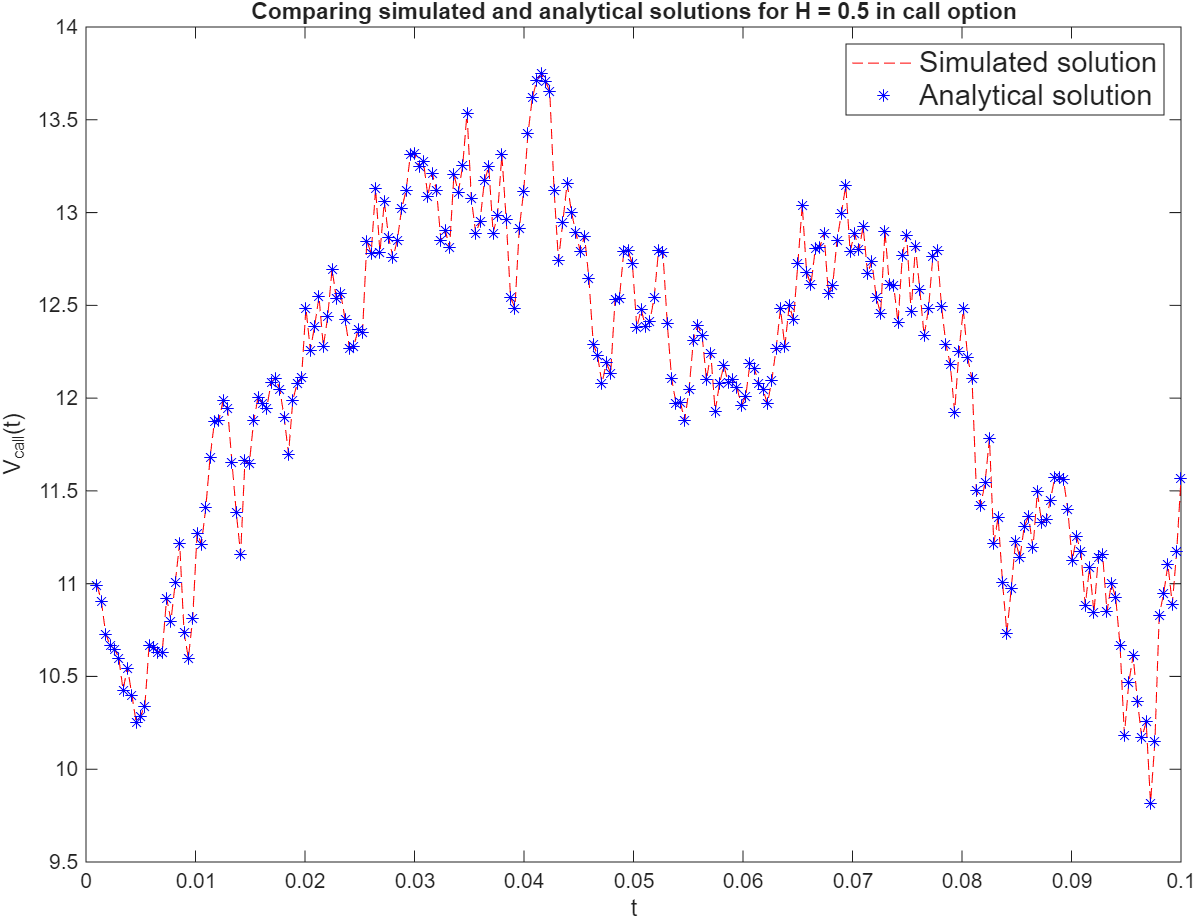 Comparing simulated and analytical solutions for H = 0.5 in call option
Simulated solution
Analytical solution
14
13.5
13
12.5
12
11.5
11
10.5
10
9.5
V_call(t)
0 0.01 0.02 0.03 0.04 0.05 0.06 0.07 0.08 0.09 0.1
t